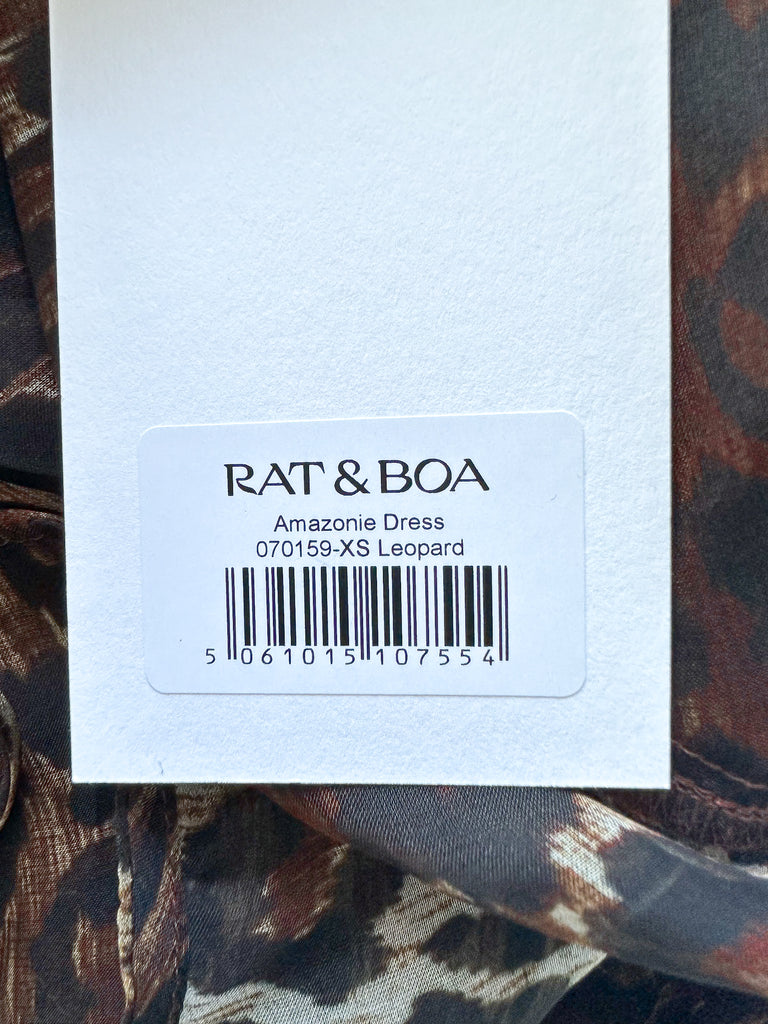 RAT & BOA
Amazonie Dress
070159-XS Leopard
5 061015 107554